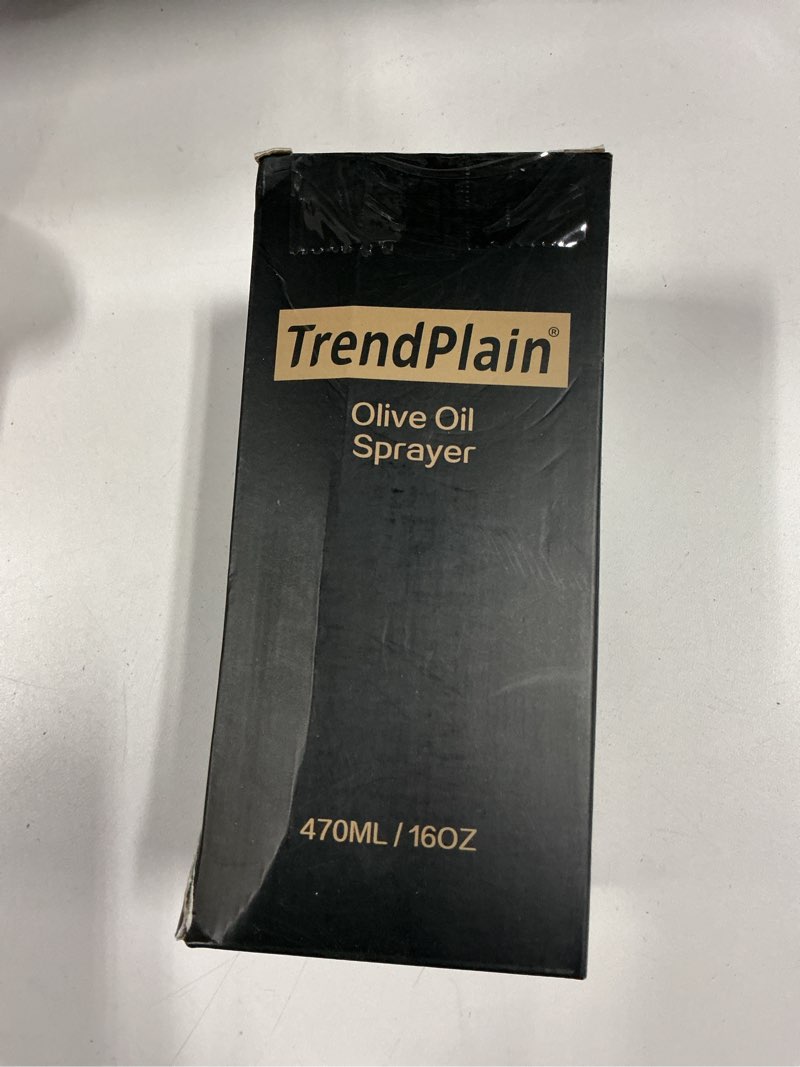 TrendPlain®
Olive Oil
Sprayer
470ML / 16OZ